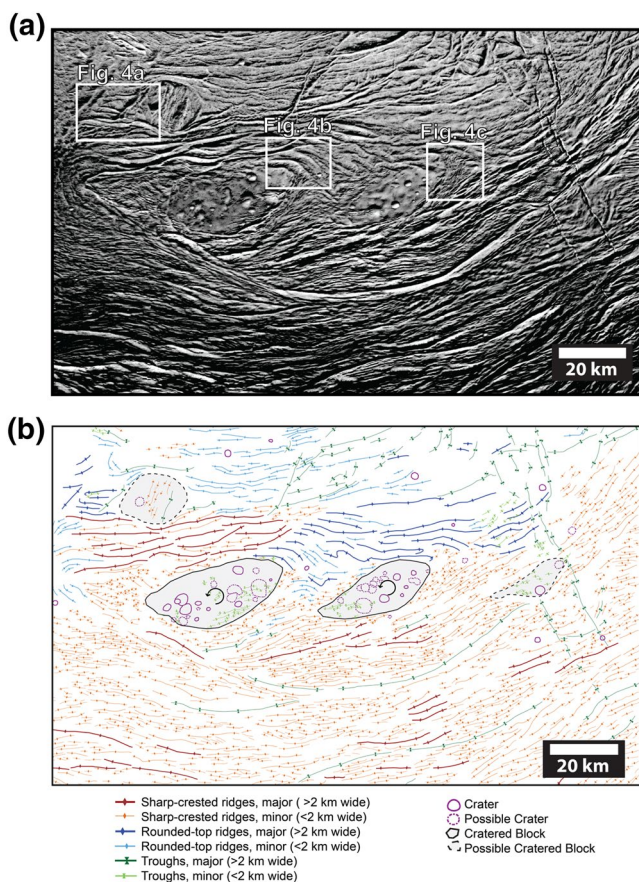 (a)
Fig. 4a
Fig. 4b
Fig. 4c
20 km
(b)
20 km
Sharp-crested ridges, major ( >2 km wide)
Sharp-crested ridges, minor (<2 km wide)
Rounded-top ridges, major (>2 km wide)
Rounded-top ridges, minor (<2 km wide)
Troughs, major (>2 km wide)
Troughs, minor (<2 km wide)
Crater
Possible Crater
Cratered Block
Possible Cratered Block